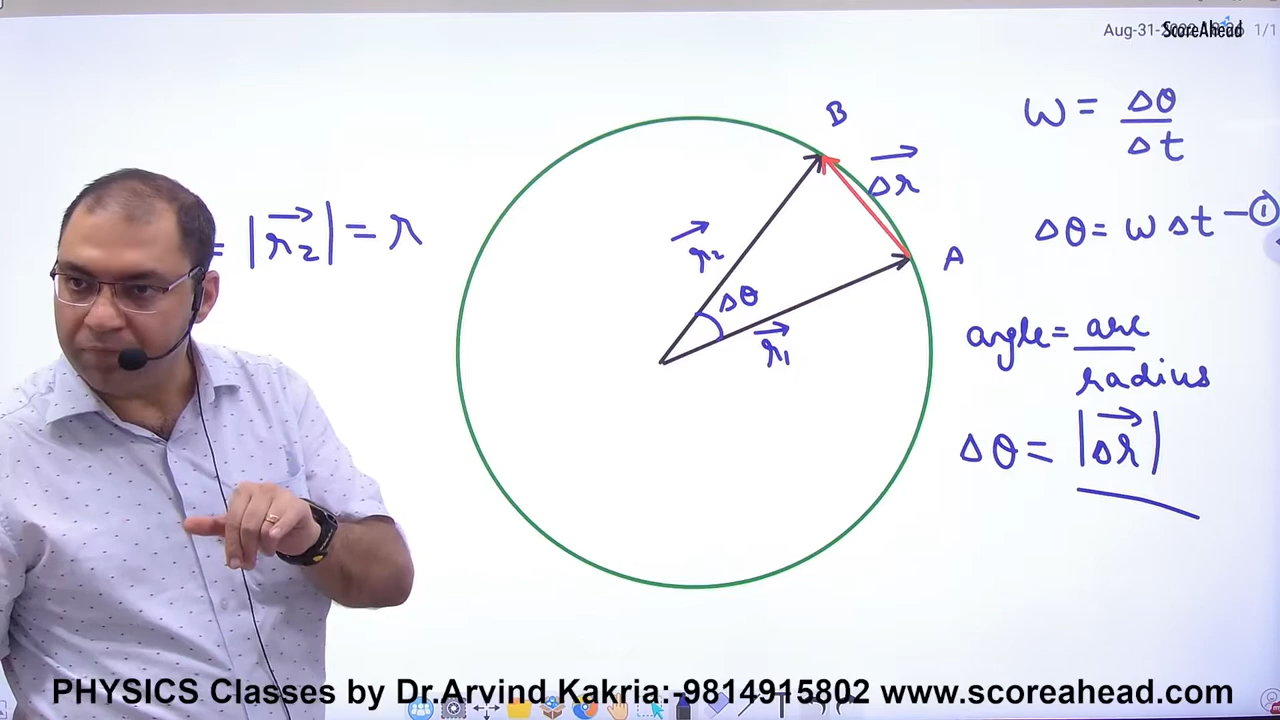 Aug-31-2022
ScoreAhead
1/1
B
ω = Δθ/Δt
Δr
= |r₂| = r
r₂
Δθ = ω Δt —①
A
Δθ
r₁
angle = arc/radius
Δθ = |Δr|
PHYSICS Classes by Dr.Arvind Kakria:-9814915802 www.scoreahead.com